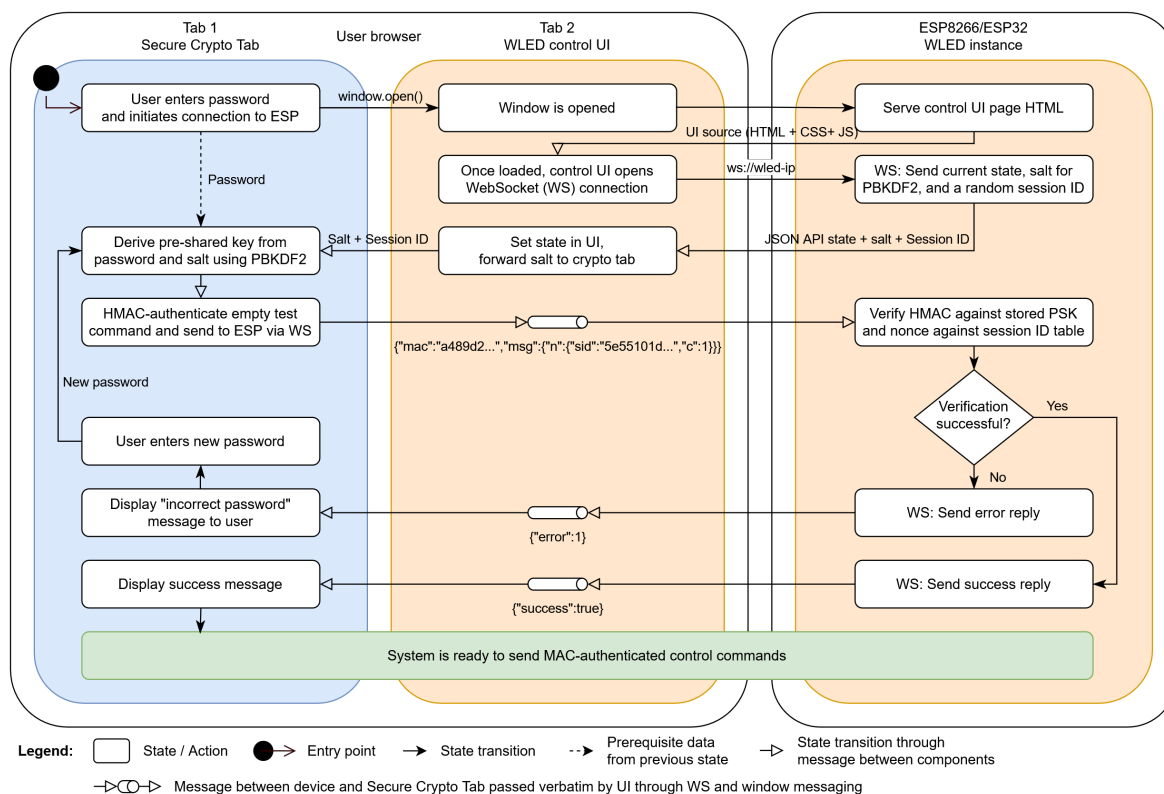 Tab 1
Secure Crypto Tab
User browser
Tab 2
WLED control UI
ESP8266/ESP32
WLED instance
User enters password
and initiates connection to ESP
window.open()
Window is opened
Serve control UI page HTML
UI source (HTML + CSS+ JS)
Password
Once loaded, control UI opens
WebSocket (WS) connection
ws://wled-ip
WS: Send current state, salt for
PBKDF2, and a random session ID
Derive pre-shared key from
password and salt using PBKDF2
Salt + Session ID
Set state in UI,
forward salt to crypto tab
JSON API state + salt + Session ID
HMAC-authenticate empty test
command and send to ESP via WS
{"mac":"a489d2...","msg":{"n":{"sid":"5e55101d...","c":1}}}
Verify HMAC against stored PSK
and nonce against session ID table
New password
Verification
successful?
Yes
No
User enters new password
Display "incorrect password"
message to user
{"error":1}
WS: Send error reply
Display success message
{"success":true}
WS: Send success reply
System is ready to send MAC-authenticated control commands
Legend:
State / Action
Entry point
State transition
Prerequisite data
from previous state
State transition through
message between components
Message between device and Secure Crypto Tab passed verbatim by UI through WS and window messaging